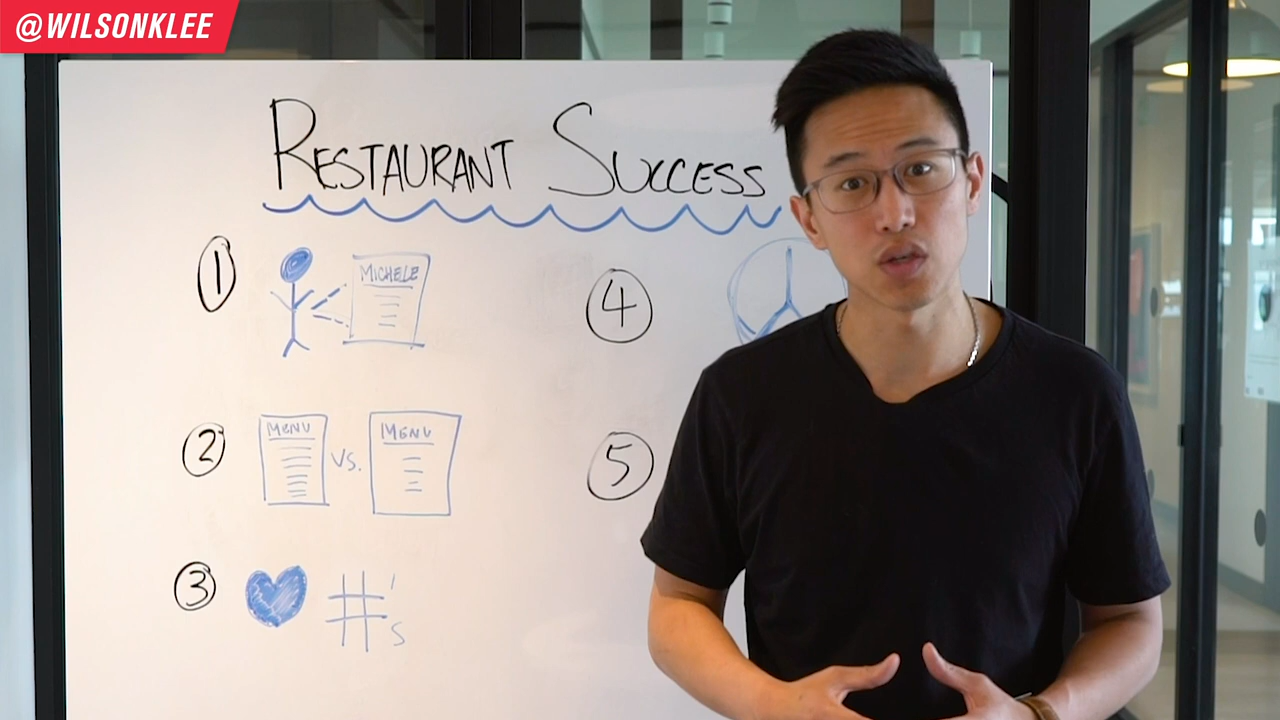 @WILSONKLEE
RESTAURANT SUCCESS
1
MICHELE
2
MENU
VS.
MENU
3
#'s
4
5